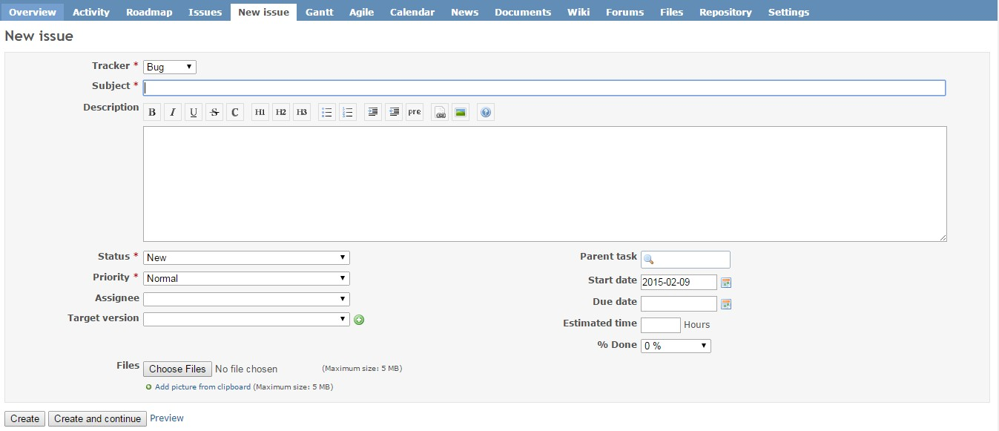 Overview Activity Roadmap Issues New issue Gantt Agile Calendar News Documents Wiki Forums Files Repository Settings
New issue
Tracker * Bug
Subject *
Description B I U S C H1 H2 H3 pre
Status * New Parent task
Priority * Normal Start date 2015-02-09
Assignee Due date
Target version Estimated time Hours
% Done 0 %
Files Choose Files No file chosen (Maximum size: 5 MB)
Add picture from clipboard (Maximum size: 5 MB)
Create Create and continue Preview